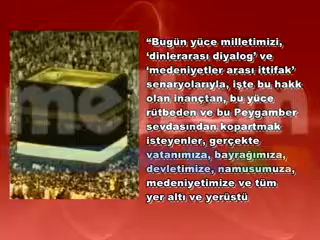 “Bugün yüce milletimizi,
‘dinlerarası diyalog’ ve
‘medeniyetler arası ittifak’
senaryolarıyla, işte bu hakk
olan inançtan, bu yüce
rütbeden ve bu Peygamber
sevdasından kopartmak
isteyenler, gerçekte
vatanımıza, bayrağımıza,
devletimize, namusumuza,
medeniyetimize ve tüm
yer altı ve yerüstü